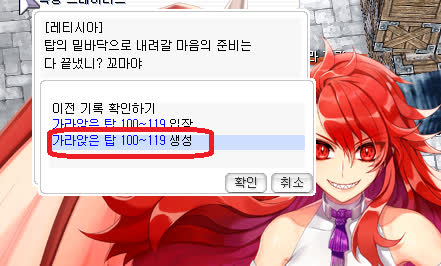 [레티시아]
탑의 밑바닥으로 내려갈 마음의 준비는
다 끝냈니? 꼬마야
이전 기록 확인하기
가라앉은 탑 100~119 입장
가라앉은 탑 100~119 생성
확인 취소